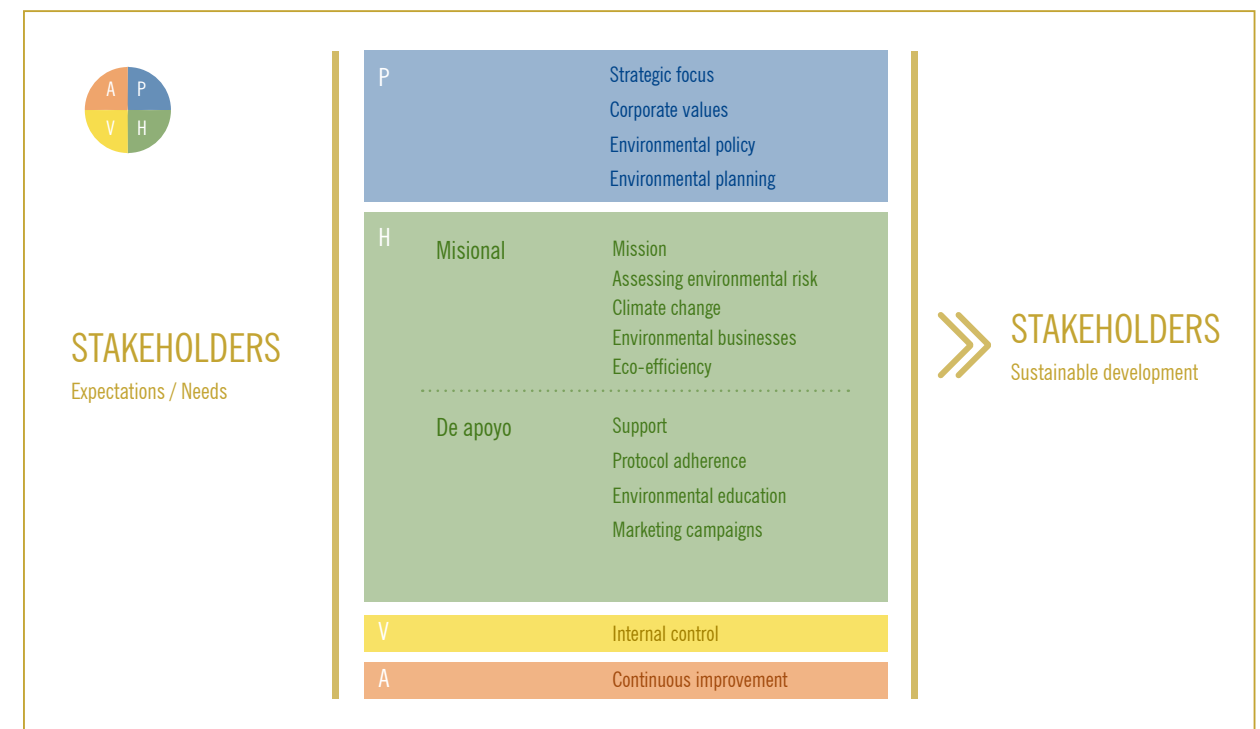 A P
V H
STAKEHOLDERS
Expectations / Needs
P
Strategic focus
Corporate values
Environmental policy
Environmental planning
H
Misional
Mission
Assessing environmental risk
Climate change
Environmental businesses
Eco-efficiency
De apoyo
Support
Protocol adherence
Environmental education
Marketing campaigns
V
Internal control
A
Continuous improvement
STAKEHOLDERS
Sustainable development